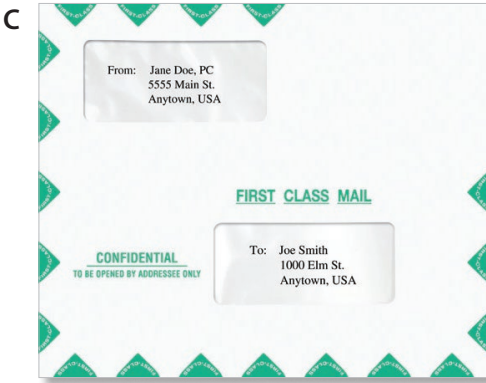 C
From: Jane Doe, PC
5555 Main St.
Anytown, USA
FIRST CLASS MAIL
To: Joe Smith
1000 Elm St.
Anytown, USA
CONFIDENTIAL
TO BE OPENED BY ADDRESSEE ONLY